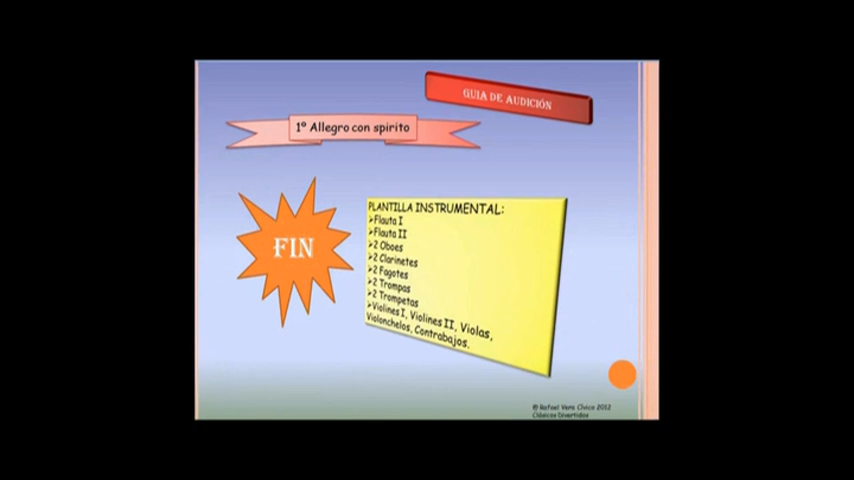 GUIA DE AUDICIÓN
1º Allegro con spirito
FIN
PLANTILLA INSTRUMENTAL:
➢Flauta I
➢Flauta II
➢2 Oboes
➢2 Clarinetes
➢2 Fagotes
➢2 Trompas
➢2 Trompetas
➢Violines I, Violines II, Violas,
Violonchelos, Contrabajos.
© Rafael Vera Chica 2012
Clásicos Divertidos